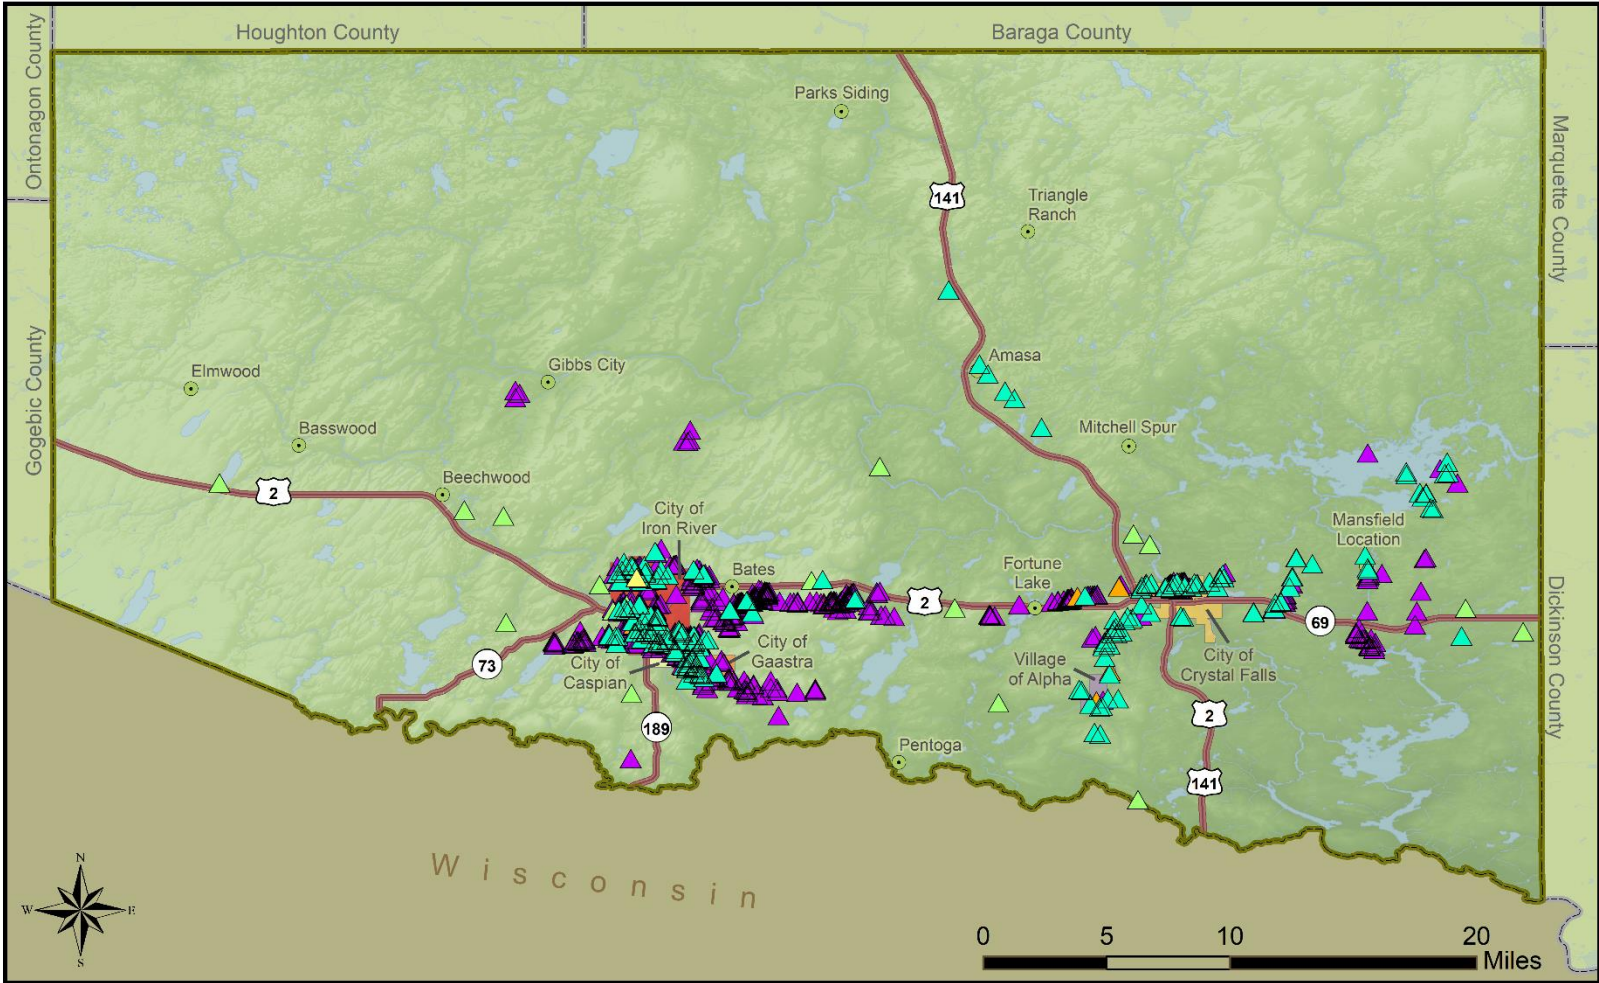 Houghton County
Baraga County
Ontonagon County
Marquette County
Parks Siding
141
Triangle
Ranch
Gogebic County
Elmwood
Gibbs City
Amasa
Basswood
Mitchell Spur
Beechwood
2
City of
Iron River
Mansfield
Location
Bates
Fortune
Lake
2
69
Dickinson County
73
City of
Caspian
City of
Gaastra
Village
of Alpha
City of
Crystal Falls
189
2
Pentoga
141
Wisconsin
N
W
E
S
0 5 10 20
Miles